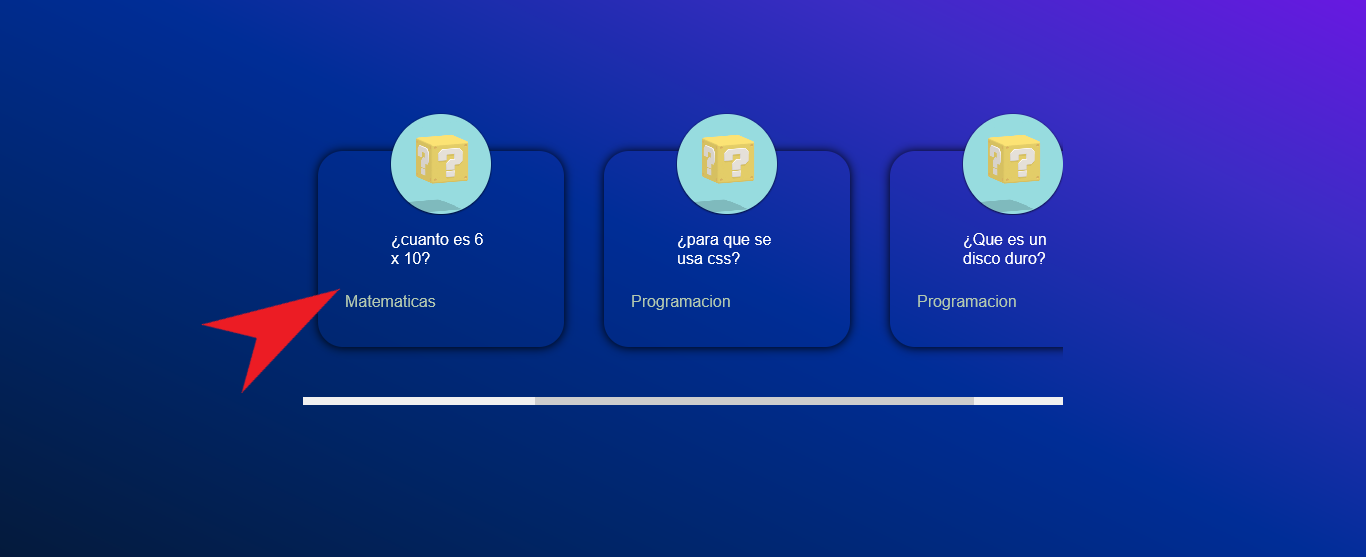 ¿cuanto es 6
x 10?
Matematicas
¿para que se
usa css?
Programacion
¿Que es un
disco duro?
Programacion